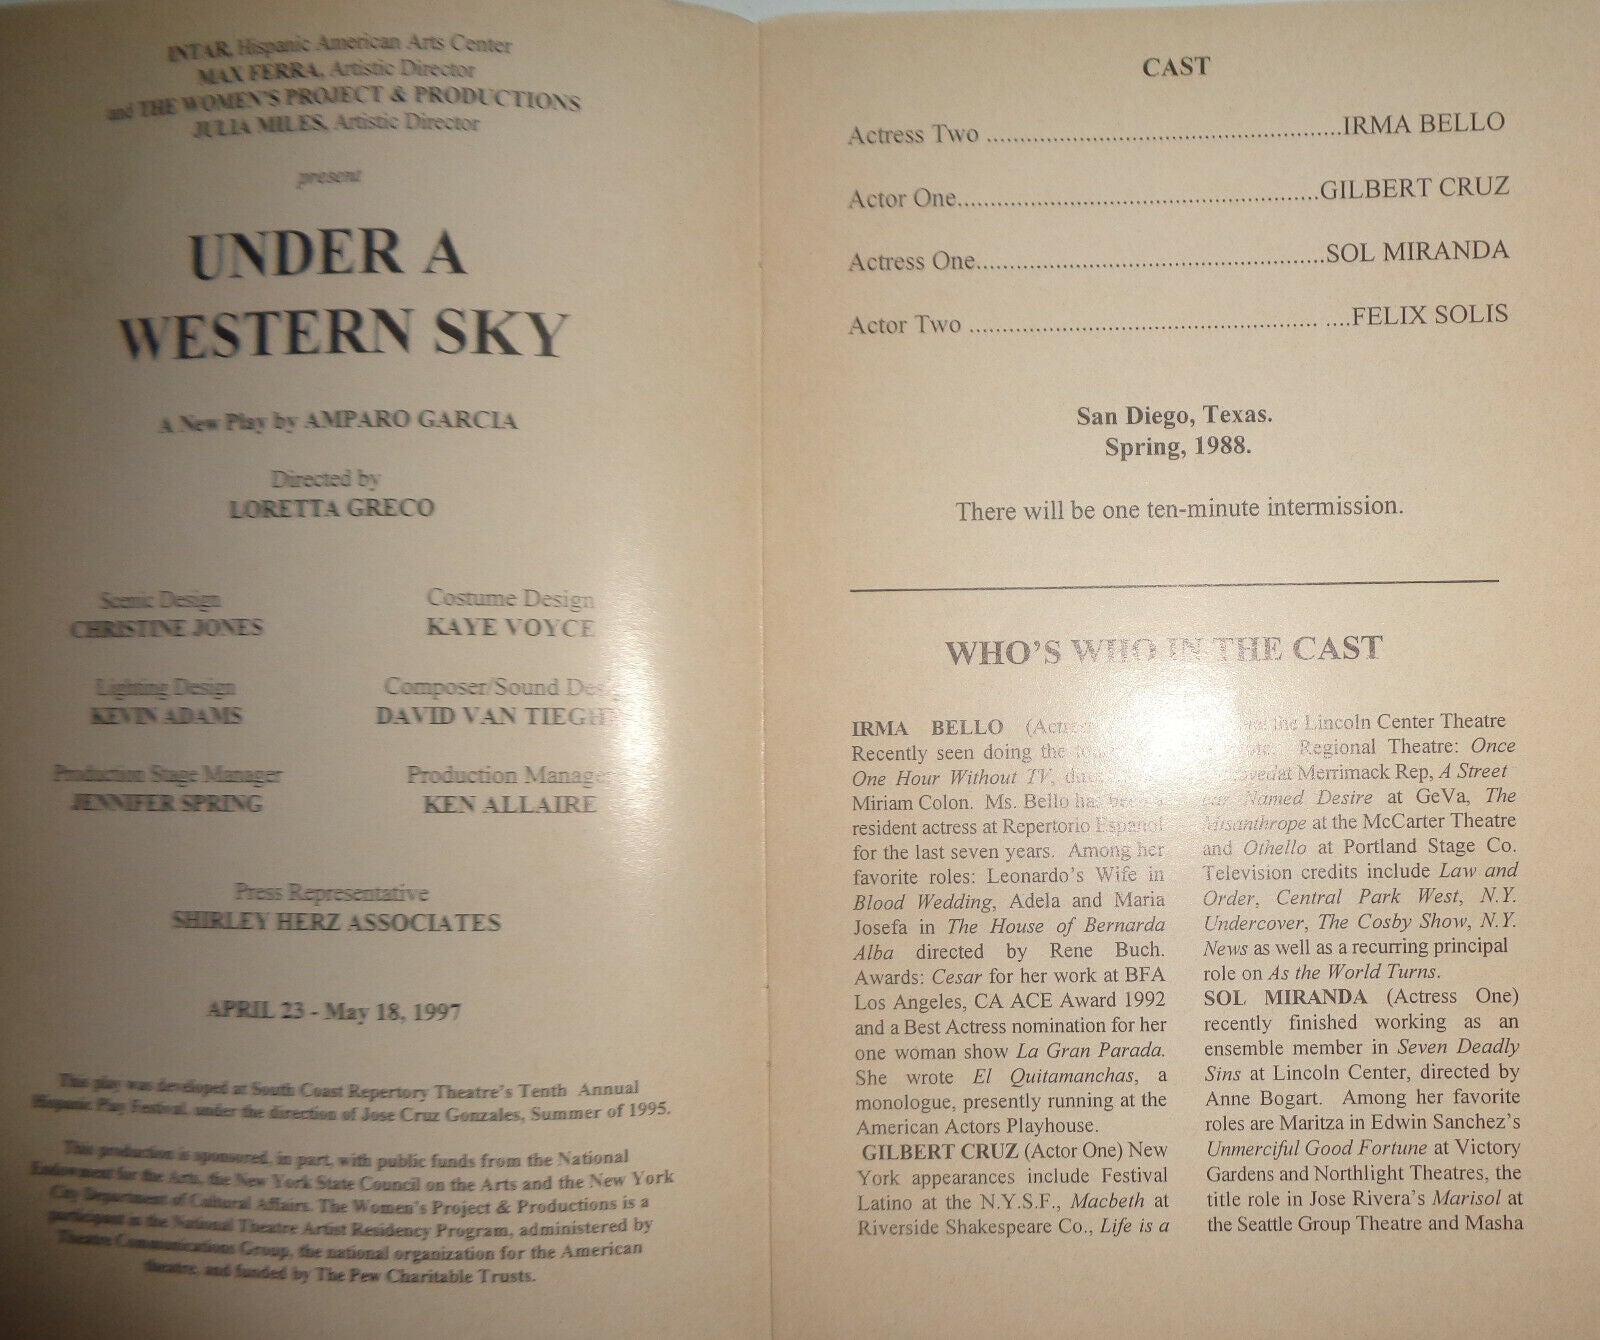 INTAR, Hispanic American Arts Center
MAX FERRA, Artistic Director
and THE WOMEN'S PROJECT & PRODUCTIONS
JULIA MILES, Artistic Director
present
UNDER A
WESTERN SKY
A New Play by AMPARO GARCIA
Directed by
LORETTA GRECO
Scenic Design
CHRISTINE JONES
Costume Design
KAYE VOYCE
Lighting Design
KEVIN ADAMS
Composer/Sound
DAVID VAN
Production Stage Manager
JENNIFER SPRING
Production Manager
KEN ALLAIRE
Press Representative
SHIRLEY HERZ ASSOCIATES
APRIL 23 - May 18, 1997
This play was developed at South Coast Repertory Theatre's Tenth Annual
Hispanic Play Festival, under the direction of Jose Cruz Gonzales, Summer of 1995.
This production is sponsored, in part, with public funds from the National
Endowment for the Arts, the New York State Council on the Arts and the New York
City Department of Cultural Affairs. The Women's Project & Productions is a
participant in the National Theatre Artist Residency Program, administered by
Theatre Communications Group, the national organization for the American
theatre, and funded by The Pew Charitable Trusts.
CAST
Actress Two ......................................................IRMA BELLO
Actor One.......................................................GILBERT CRUZ
Actress One.....................................................SOL MIRANDA
Actor Two ..................................................... ....FELIX SOLIS
San Diego, Texas.
Spring, 1988.
There will be one ten-minute intermission.
WHO'S WHO IN THE CAST
IRMA BELLO
Recently seen doing the
One Hour Without TV,
Miriam Colon. Ms. Bello has been a
resident actress at Repertorio Español
for the last seven years. Among her
favorite roles: Leonardo's Wife in
Blood Wedding, Adela and Maria
Josefa in The House of Bernarda
Alba directed by Rene Buch.
Awards: Cesar for her work at BFA
Los Angeles, CA ACE Award 1992
and a Best Actress nomination for her
one woman show La Gran Parada.
She wrote El Quitamanchas, a
monologue, presently running at the
American Actors Playhouse.
GILBERT CRUZ (Actor One) New
York appearances include Festival
Latino at the N.Y.S.F., Macbeth at
Riverside Shakespeare Co., Life is a
the Lincoln Center Theatre
Regional Theatre: Once
at Merrimack Rep, A Street
car Named Desire at GeVa, The
Misanthrope at the McCarter Theatre
and Othello at Portland Stage Co.
Television credits include Law and
Order, Central Park West, N.Y.
Undercover, The Cosby Show, N.Y.
News as well as a recurring principal
role on As the World Turns.
SOL MIRANDA (Actress One)
recently finished working as an
ensemble member in Seven Deadly
Sins at Lincoln Center, directed by
Anne Bogart. Among her favorite
roles are Maritza in Edwin Sanchez's
Unmerciful Good Fortune at Victory
Gardens and Northlight Theatres, the
title role in Jose Rivera's Marisol at
the Seattle Group Theatre and Masha